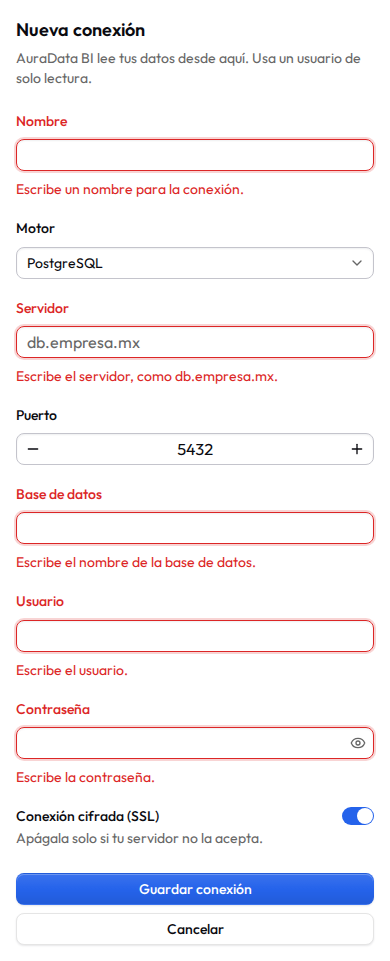 Nueva conexión
AuraData BI lee tus datos desde aquí. Usa un usuario de
solo lectura.
Nombre
Escribe un nombre para la conexión.
Motor
PostgreSQL
Servidor
db.empresa.mx
Escribe el servidor, como db.empresa.mx.
Puerto
5432
Base de datos
Escribe el nombre de la base de datos.
Usuario
Escribe el usuario.
Contraseña
Escribe la contraseña.
Conexión cifrada (SSL)
Apágala solo si tu servidor no la acepta.
Guardar conexión
Cancelar